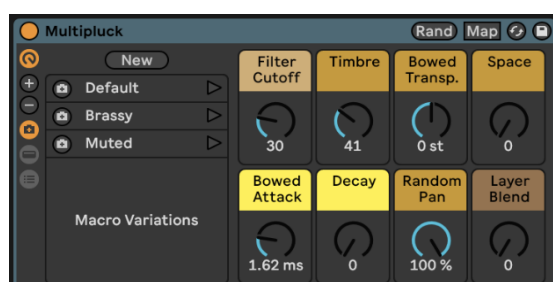 Multipluck
Rand
Map
New
Default
Brassy
Muted
Macro Variations
Filter
Cutoff
30
Timbre
41
Bowed
Transp.
0 st
Space
0
Bowed
Attack
1.62 ms
Decay
0
Random
Pan
100 %
Layer
Blend
0